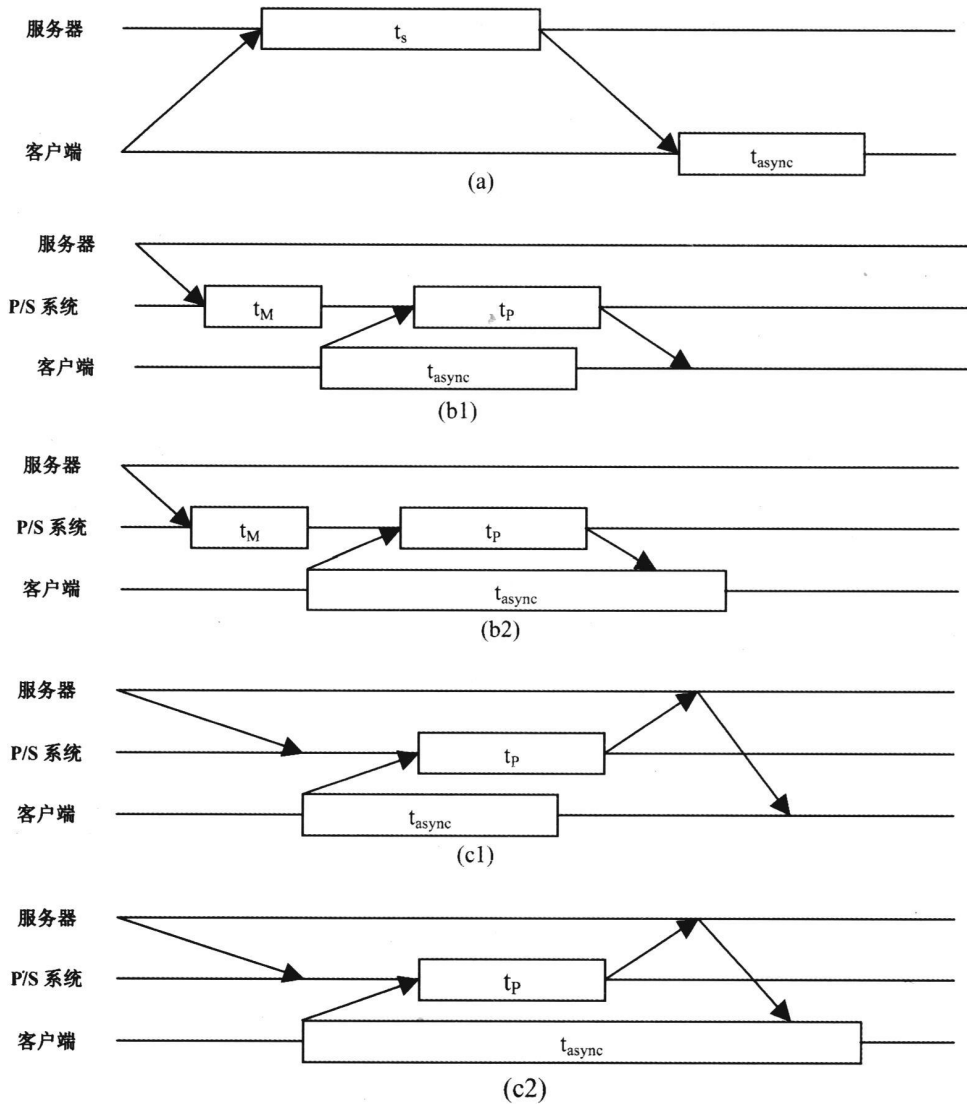 服务器
t_s
客户端
t_async
(a)
服务器
P/S 系统
t_M
t_P
客户端
t_async
(b1)
服务器
P/S 系统
t_M
t_P
客户端
t_async
(b2)
服务器
P/S 系统
t_P
客户端
t_async
(c1)
服务器
P/S 系统
t_P
客户端
t_async
(c2)